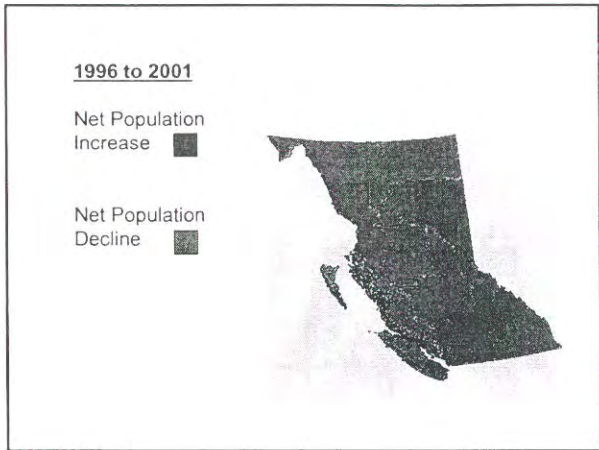 1996 to 2001
Net Population
Increase
Net Population
Decline